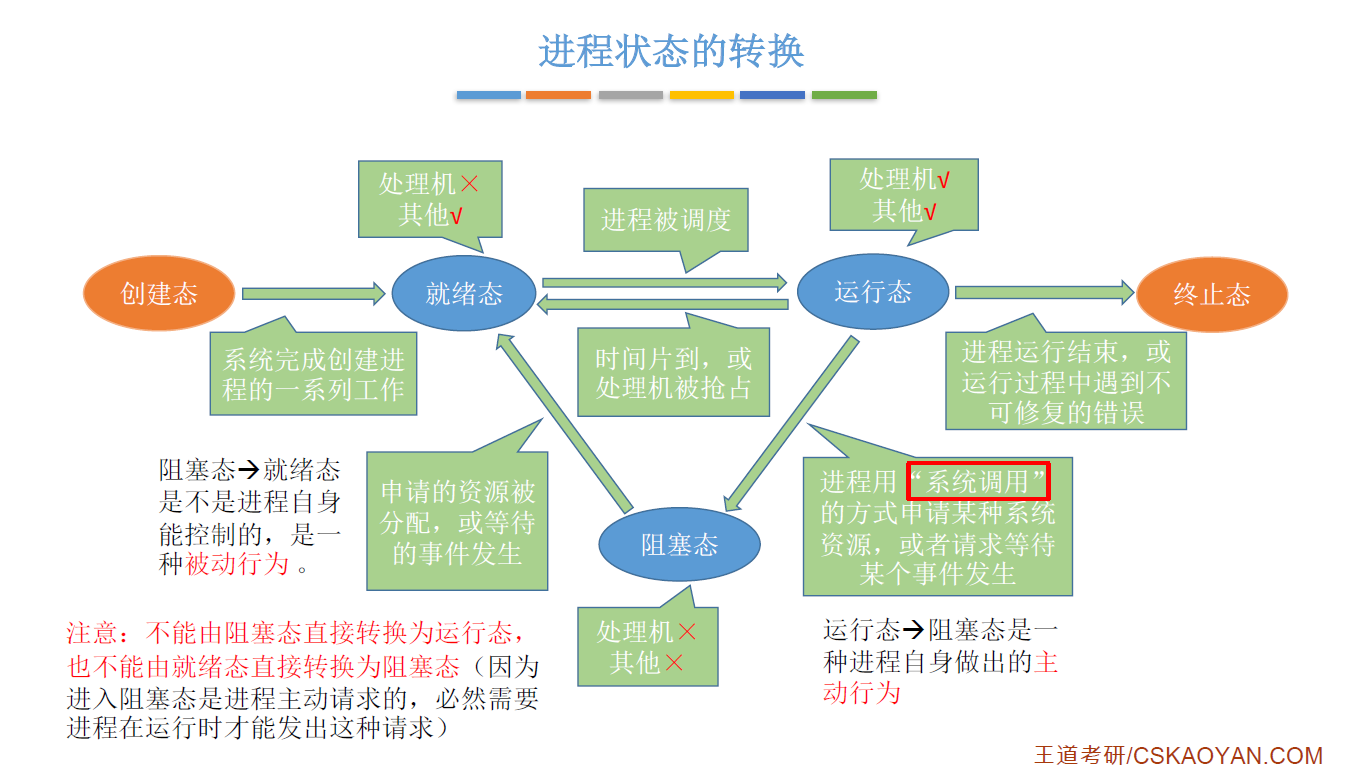 进程状态的转换
处理机×
其他√
进程被调度
处理机√
其他√
创建态
就绪态
运行态
终止态
系统完成创建进
程的一系列工作
时间片到，或
处理机被抢占
进程运行结束，或
运行过程中遇到不
可修复的错误
阻塞态→就绪态
是不是进程自身
能控制的，是一
种被动行为 。
申请的资源被
分配，或等待
的事件发生
阻塞态
进程用“系统调用”
的方式申请某种系统
资源，或者请求等待
某个事件发生
处理机×
其他×
注意：不能由阻塞态直接转换为运行态，
也不能由就绪态直接转换为阻塞态（因为
进入阻塞态是进程主动请求的，必然需要
进程在运行时才能发出这种请求）
运行态→阻塞态是一
种进程自身做出的主
动行为
王道考研/CSKAOYAN.COM